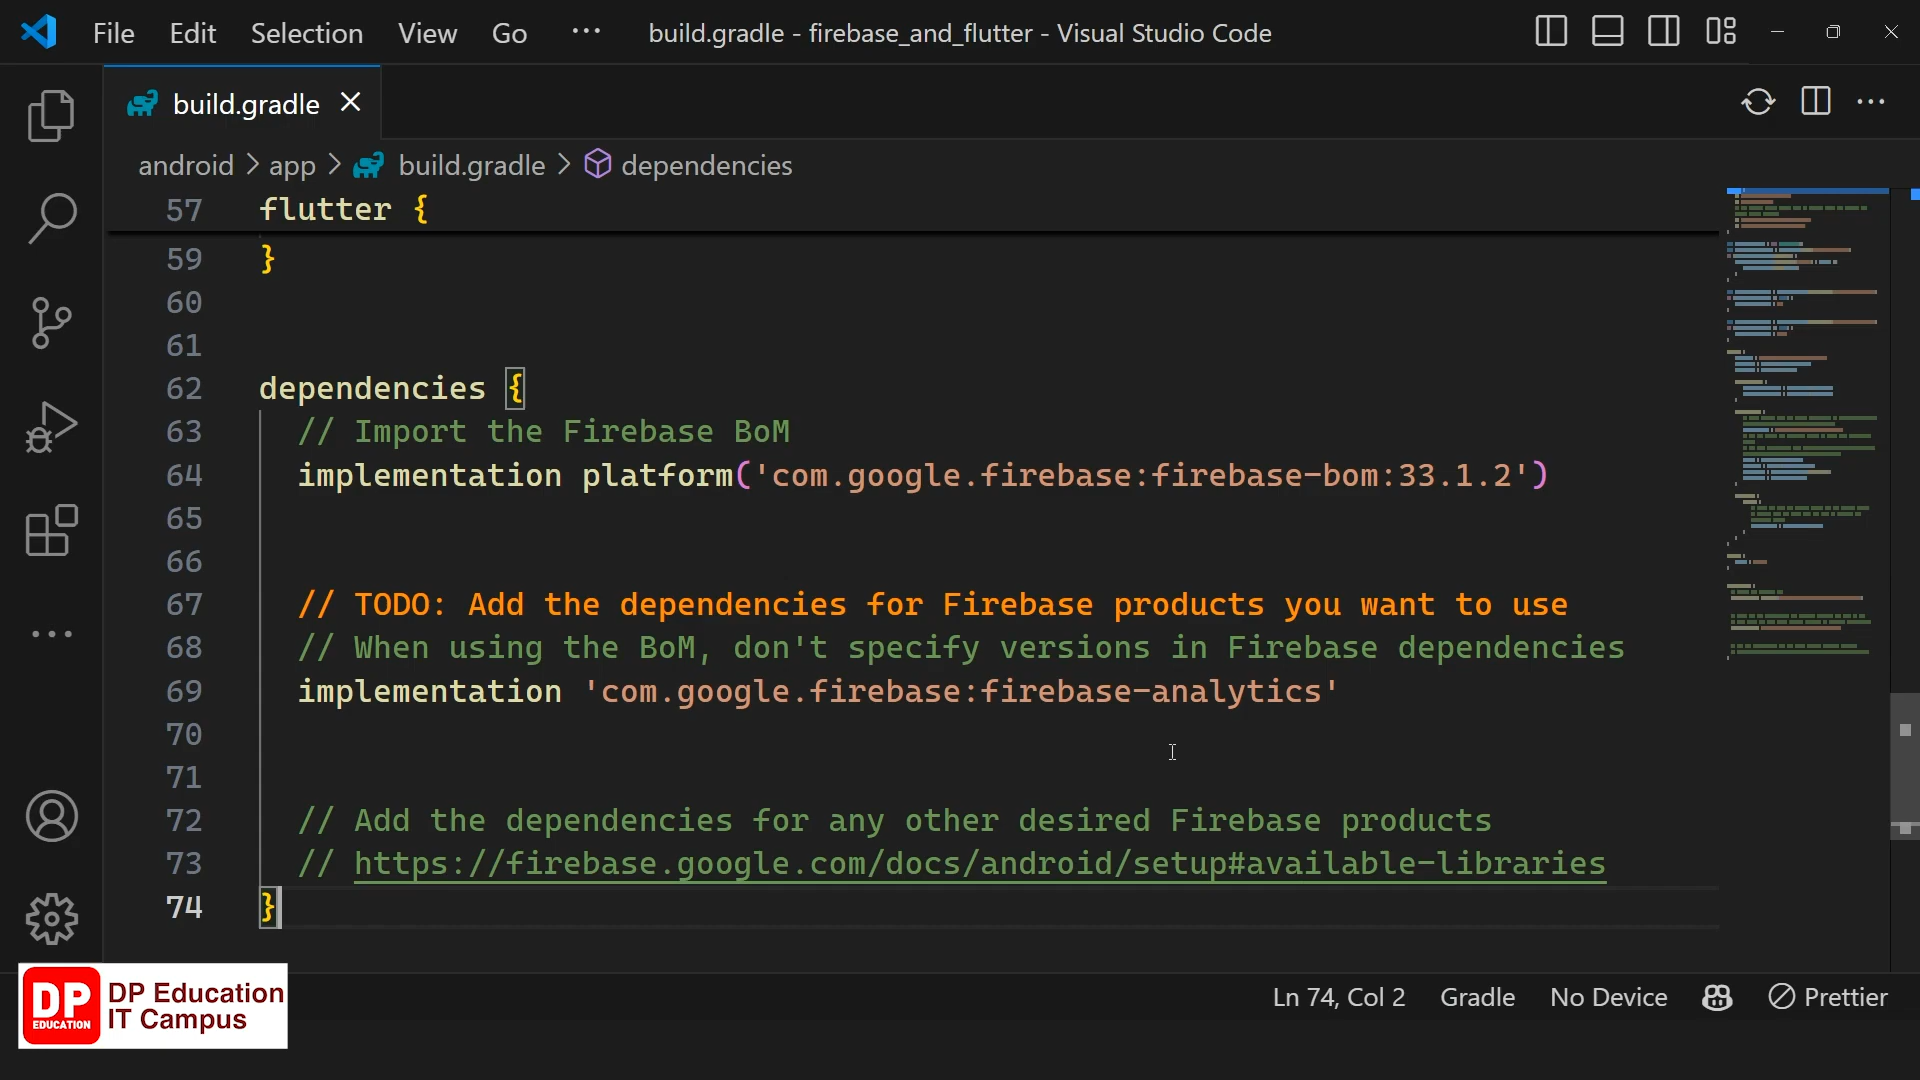 File Edit Selection View Go ··· build.gradle - firebase_and_flutter - Visual Studio Code
build.gradle
android > app > build.gradle > dependencies
57 flutter {
59 }
60
61
62 dependencies {
63 // Import the Firebase BoM
64 implementation platform('com.google.firebase:firebase-bom:33.1.2')
65
66
67 // TODO: Add the dependencies for Firebase products you want to use
68 // When using the BoM, don't specify versions in Firebase dependencies
69 implementation 'com.google.firebase:firebase-analytics'
70
71
72 // Add the dependencies for any other desired Firebase products
73 // https://firebase.google.com/docs/android/setup#available-libraries
74 }
DP EDUCATION
DP Education
IT Campus
Ln 74, Col 2 Gradle No Device Prettier